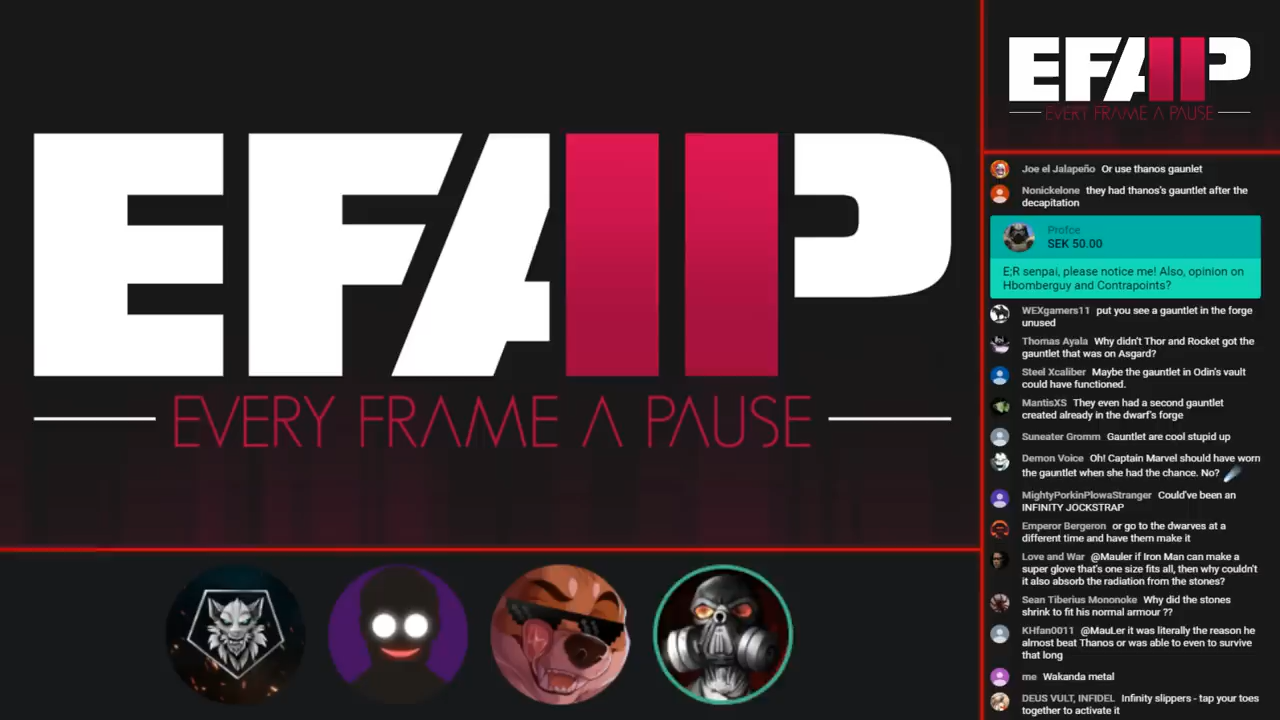 EFAP
EVERY FRAME A PAUSE
EFAP
EVERY FRAME A PAUSE
Joe el Jalapeño Or use thanos gaunlet
Nonickelone they had thanos's gauntlet after the
decapitation
Profce
SEK 50.00
E;R senpai, please notice me! Also, opinion on
Hbomberguy and Contrapoints?
WEXgamers11 put you see a gauntlet in the forge
unused
Thomas Ayala Why didn't Thor and Rocket got the
gauntlet that was on Asgard?
Steel Xcaliber Maybe the gauntlet in Odin's vault
could have functioned.
MantisXS They even had a second gauntlet
created already in the dwarf's forge
Suneater Gromm Gauntlet are cool stupid up
Demon Voice Oh! Captain Marvel should have worn
the gauntlet when she had the chance. No?
MightyPorkinPlowaStranger Could've been an
INFINITY JOCKSTRAP
Emperor Bergeron or go to the dwarves at a
different time and have them make it
Love and War @Mauler if Iron Man can make a
super glove that's one size fits all, then why couldn't
it also absorb the radiation from the stones?
Sean Tiberius Mononoke Why did the stones
shrink to fit his normal armour ??
KHfan0011 @MauLer it was literally the reason he
almost beat Thanos or was able to even to survive
that long
me Wakanda metal
DEUS VULT, INFIDEL Infinity slippers - tap your toes
together to activate it